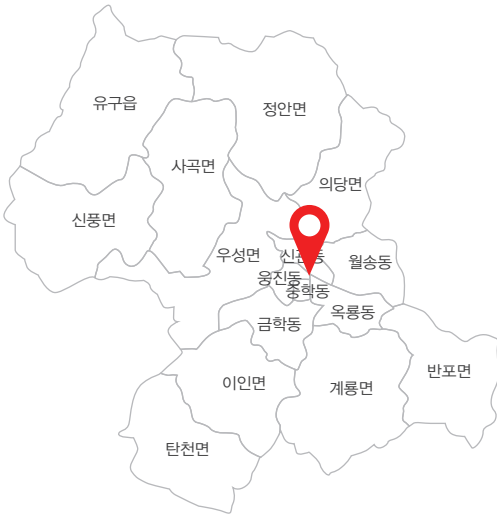 유구읍
정안면
사곡면
의당면
신풍면
우성면
신관동
월송동
웅진동
중학동
옥룡동
금학동
반포면
이인면
계룡면
탄천면